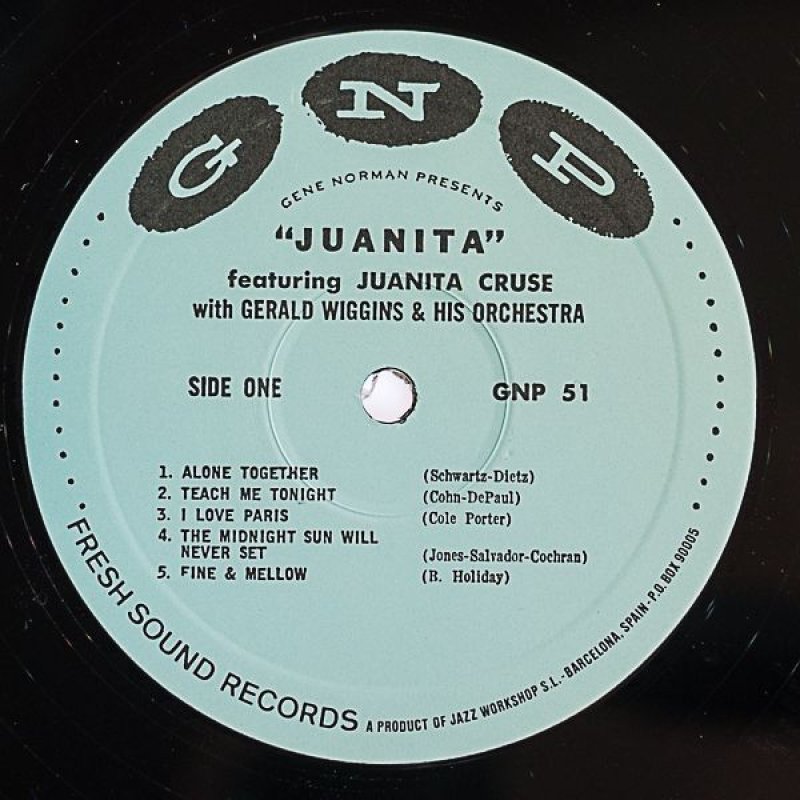 G N P
GENE NORMAN PRESENTS
"JUANITA"
featuring JUANITA CRUSE
with GERALD WIGGINS & HIS ORCHESTRA
SIDE ONE GNP 51
1. ALONE TOGETHER (Schwartz-Dietz)
2. TEACH ME TONIGHT (Cohn-DePaul)
3. I LOVE PARIS (Cole Porter)
4. THE MIDNIGHT SUN WILL
NEVER SET (Jones-Salvador-Cochran)
5. FINE & MELLOW (B. Holiday)
FRESH SOUND RECORDS A PRODUCT OF JAZZ WORKSHOP S.L.-BARCELONA, SPAIN-P.O. BOX 90005